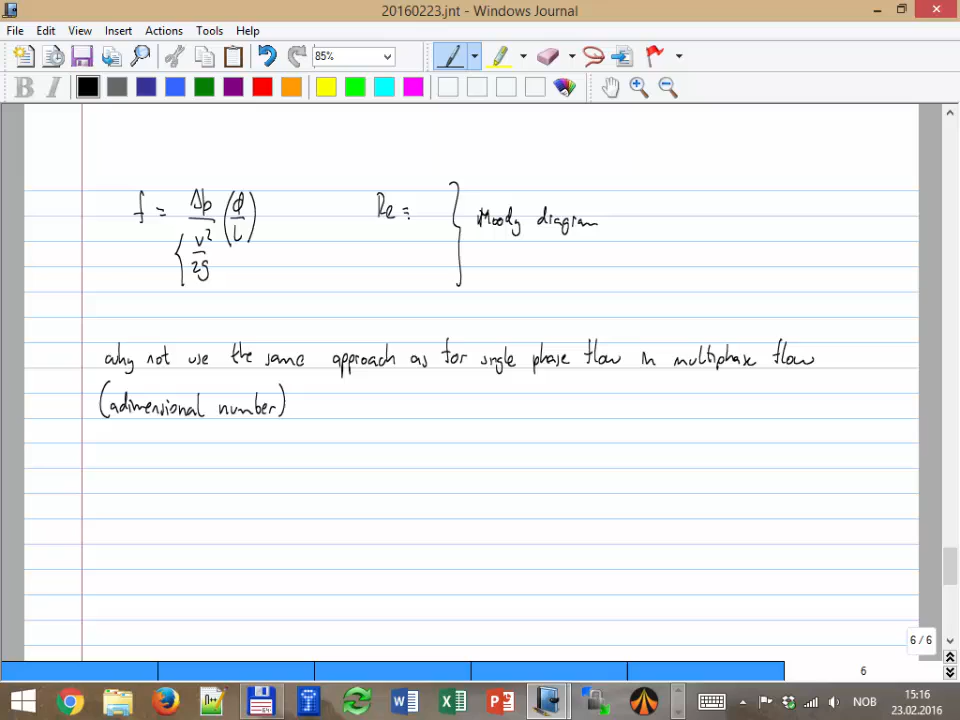 20160223.jnt - Windows Journal
File Edit View Insert Actions Tools Help
85%
B I
f = Δp / (v² / 2g) (ϕ / L) Re = } Moody diagram
why not use the same approach as for single phase flow in multiphase flow
(adimensional number)
6 / 6
6
NOB
15:16
23.02.2016